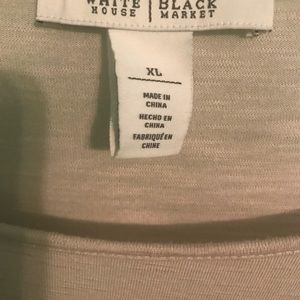 WHITE BLACK
HOUSE MARKET
XL
MADE IN
CHINA
HECHO EN
CHINA
FABRIQUÉ EN
CHINE